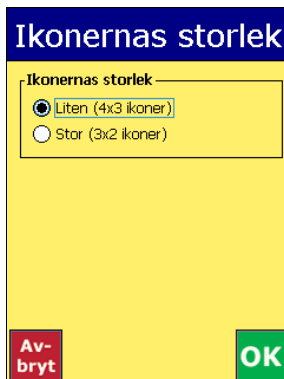 Ikonernas storlek
Ikonernas storlek
Liten (4x3 ikoner)
Stor (3x2 ikoner)
Av-
bryt
OK